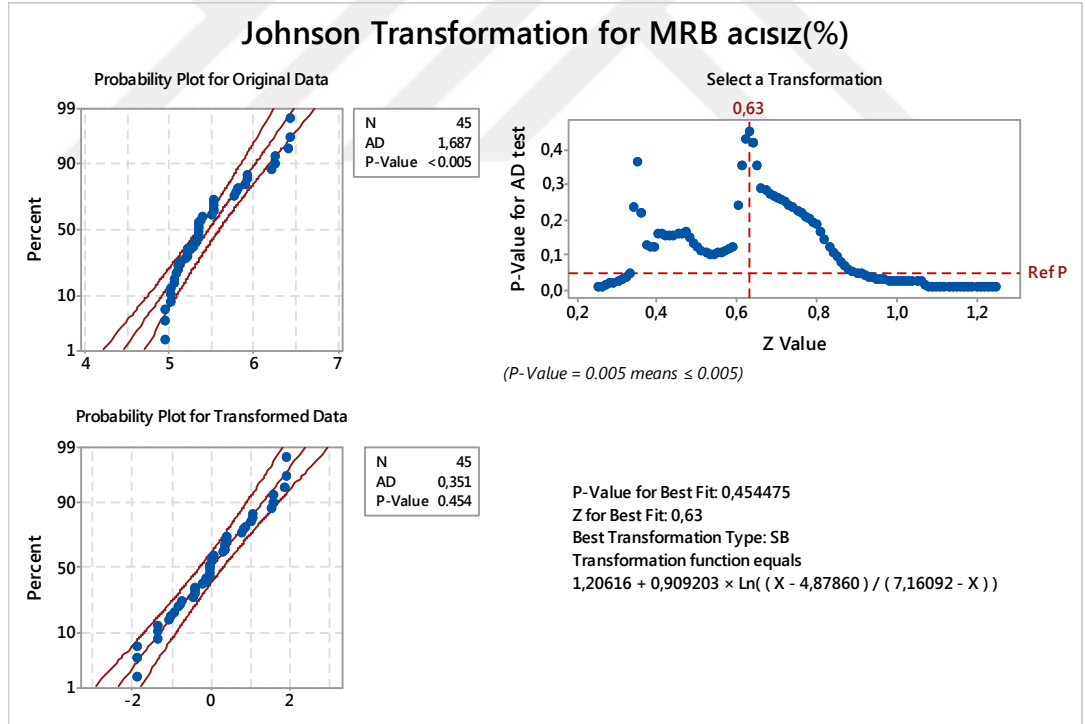 Johnson Transformation for MRB acısız(%)
Probability Plot for Original Data
99
90
50
10
1
Percent
4 5 6 7
N 45
AD 1,687
P-Value <0.005
Select a Transformation
0,63
P-Value for AD test
0,4
0,3
0,2
0,1
0,0
Ref P
0,2 0,4 0,6 0,8 1,0 1,2
Z Value
(P-Value = 0.005 means ≤ 0.005)
Probability Plot for Transformed Data
99
90
50
10
1
Percent
-2 0 2
N 45
AD 0,351
P-Value 0.454
P-Value for Best Fit: 0,454475
Z for Best Fit: 0,63
Best Transformation Type: SB
Transformation function equals
1,20616 + 0,909203 × Ln( ( X - 4,87860 ) / ( 7,16092 - X ) )